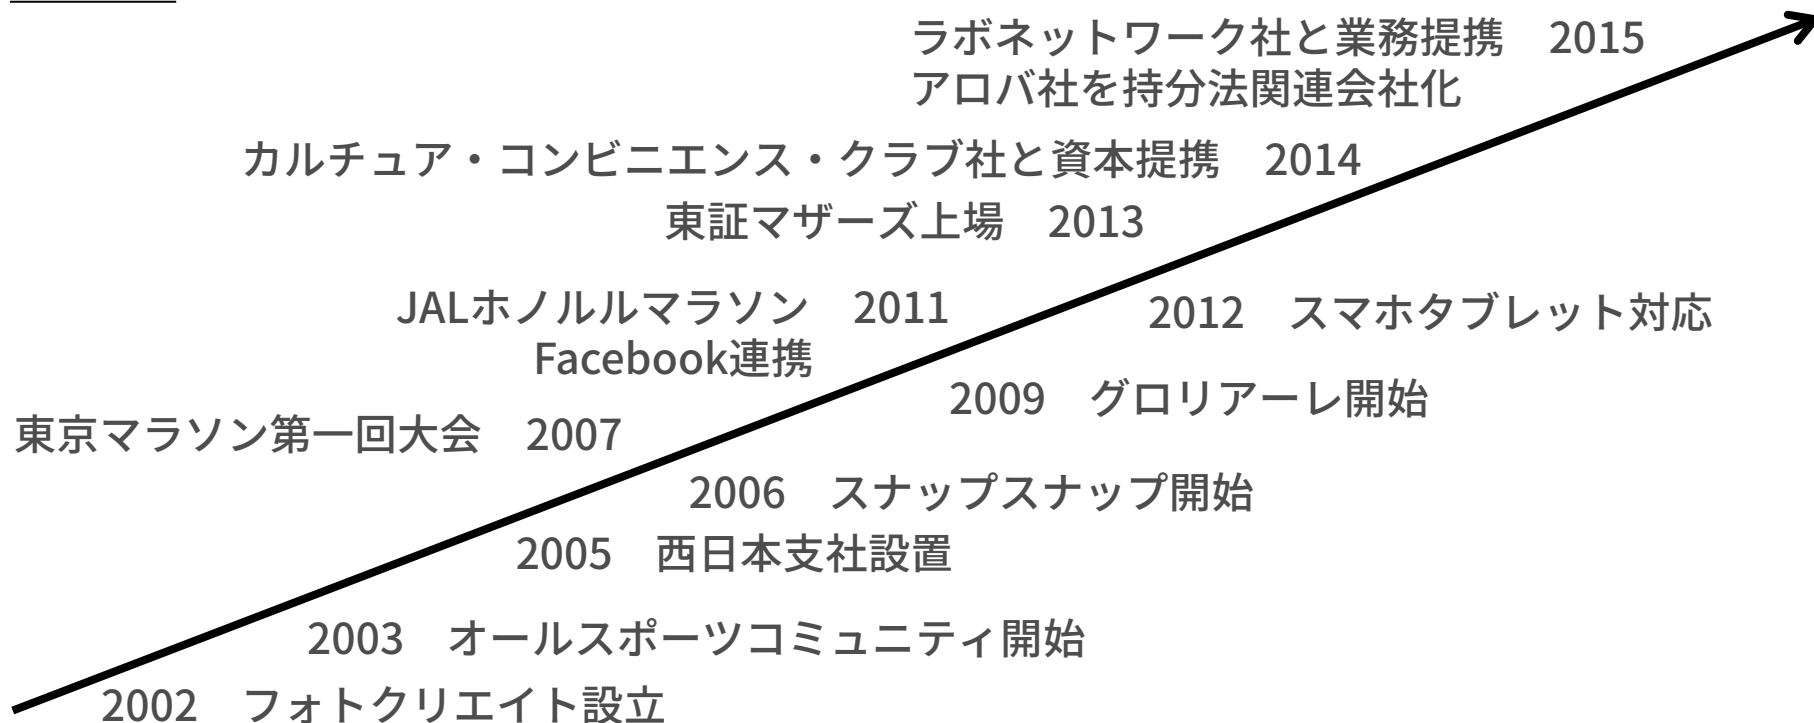 ラボネットワーク社と業務提携　2015
アロバ社を持分法関連会社化
カルチュア・コンビニエンス・クラブ社と資本提携　2014
東証マザーズ上場　2013
JALホノルルマラソン　2011
Facebook連携
2012　スマホタブレット対応
2009　グロリアーレ開始
東京マラソン第一回大会　2007
2006　スナップスナップ開始
2005　西日本支社設置
2003　オールスポーツコミュニティ開始
2002　フォトクリエイト設立